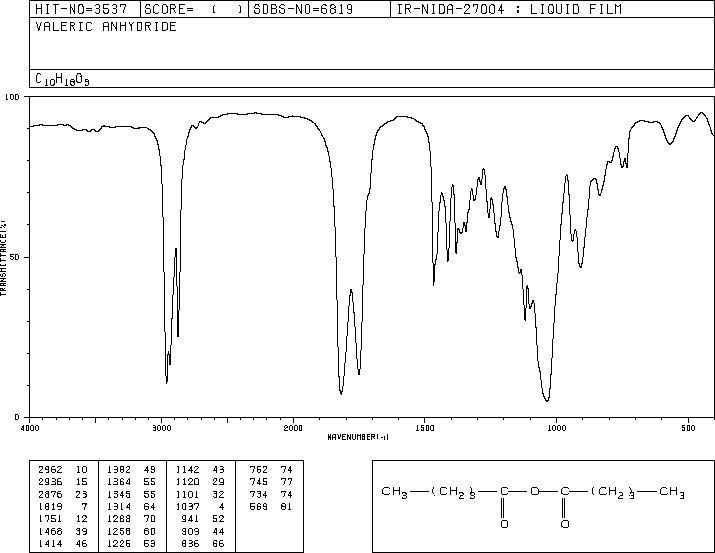 HIT-NO=3537 SCORE= ( ) SDBS-NO=6819 IR-NIDA-27004 : LIQUID FILM
VALERIC ANHYDRIDE
C10H18O3
100
50
0
TRANSMITTANCE(%)
4000 3000 2000 1500 1000 500
WAVENUMBER(-1)
2962 10 1382 49 1142 43 752 74
2936 15 1364 55 1120 29 745 77
2876 23 1345 55 1101 32 734 74
1819 7 1314 64 1037 4 569 81
1751 12 1288 70 941 52
1466 39 1258 60 909 44
1414 46 1225 53 836 66
CH3—(CH2)3—C—O—C—(CH2)3—CH3
O O